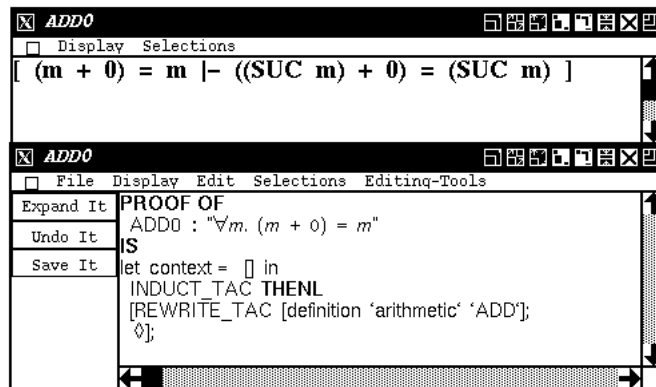 ADD0
Display Selections
[ (m + 0) = m |- ((SUC m) + 0) = (SUC m) ]
ADD0
File Display Edit Selections Editing-Tools
Expand It
Undo It
Save It
PROOF OF
ADD0 : "∀m. (m + 0) = m"
IS
let context = [] in
INDUCT_TAC THENL
[REWRITE_TAC [definition ‘arithmetic‘ ‘ADD‘];
◊];